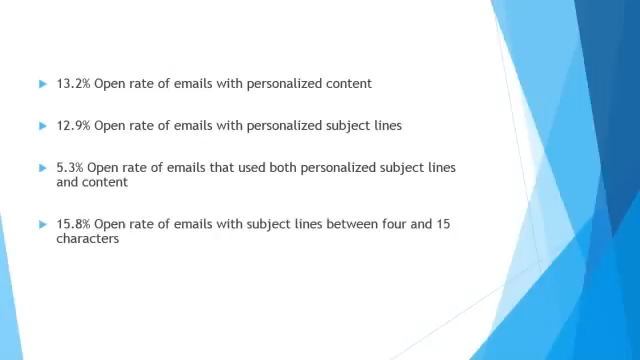 13.2% Open rate of emails with personalized content
12.9% Open rate of emails with personalized subject lines
5.3% Open rate of emails that used both personalized subject lines
and content
15.8% Open rate of emails with subject lines between four and 15
characters